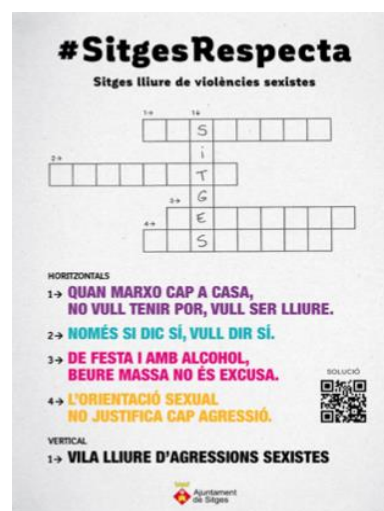 #SitgesRespecta
Sitges lliure de violències sexistes
1→ 1↓
S
i
2→ T
3→ G
4→ E
S
HORITZONTALS
1→ QUAN MARXO CAP A CASA,
NO VULL TENIR POR, VULL SER LLIURE.
2→ NOMÉS SI DIC SÍ, VULL DIR SÍ.
3→ DE FESTA I AMB ALCOHOL,
BEURE MASSA NO ÉS EXCUSA.
SOLUCIÓ
4→ L'ORIENTACIÓ SEXUAL
NO JUSTIFICA CAP AGRESSIÓ.
VERTICAL
1→ VILA LLIURE D'AGRESSIONS SEXISTES
Ajuntament
de Sitges